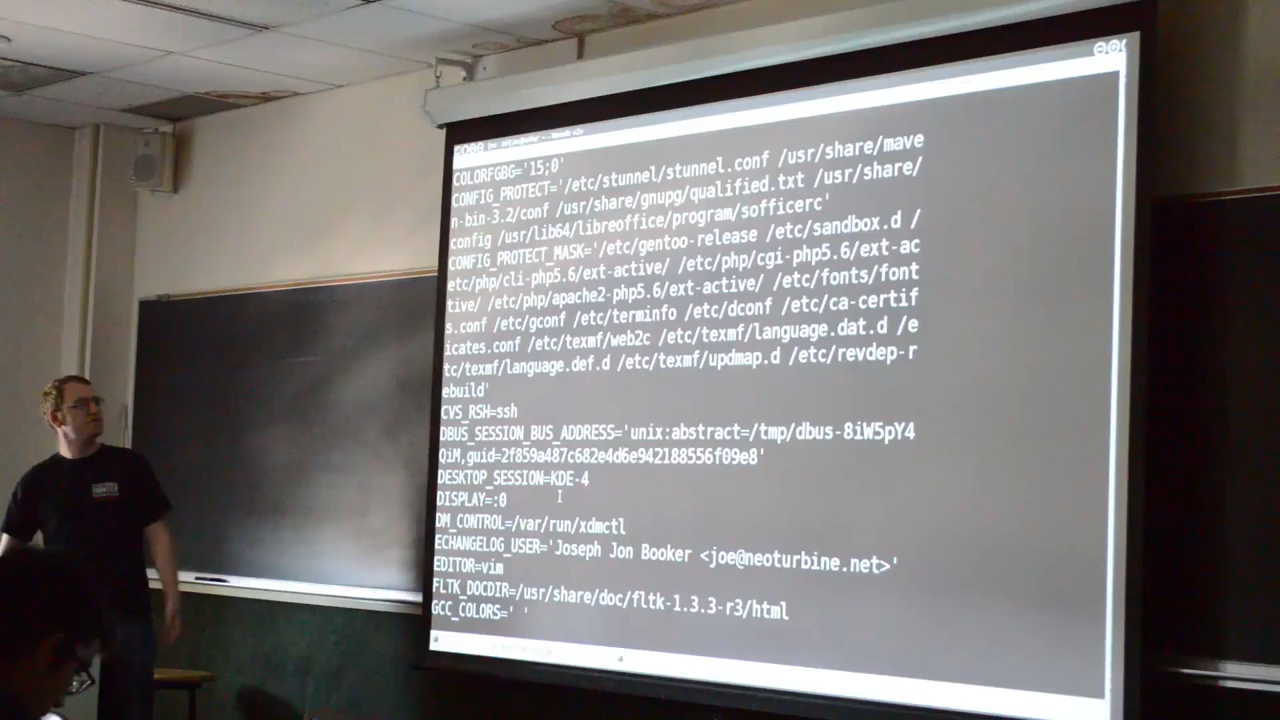 COLORFGBG='15;0'
CONFIG_PROTECT='/etc/stunnel/stunnel.conf /usr/share/mave
n-bin-3.2/conf /usr/share/gnupg/qualified.txt /usr/share/
config /usr/lib64/libreoffice/program/sofficerc'
CONFIG_PROTECT_MASK='/etc/gentoo-release /etc/sandbox.d /
etc/php/cli-php5.6/ext-active/ /etc/php/cgi-php5.6/ext-ac
tive/ /etc/php/apache2-php5.6/ext-active/ /etc/fonts/font
s.conf /etc/gconf /etc/terminfo /etc/dconf /etc/ca-certif
icates.conf /etc/texmf/web2c /etc/texmf/language.dat.d /e
tc/texmf/language.def.d /etc/texmf/updmap.d /etc/revdep-r
ebuild'
CVS_RSH=ssh
DBUS_SESSION_BUS_ADDRESS='unix:abstract=/tmp/dbus-8iW5pY4
QiM,guid=2f859a487c682e4d6e942188556f09e8'
DESKTOP_SESSION=KDE-4
DISPLAY=:0
DM_CONTROL=/var/run/xdmctl
ECHANGELOG_USER='Joseph Jon Booker <joe@neoturbine.net>'
EDITOR=vim
FLTK_DOCDIR=/usr/share/doc/fltk-1.3.3-r3/html
GCC_COLORS=' '